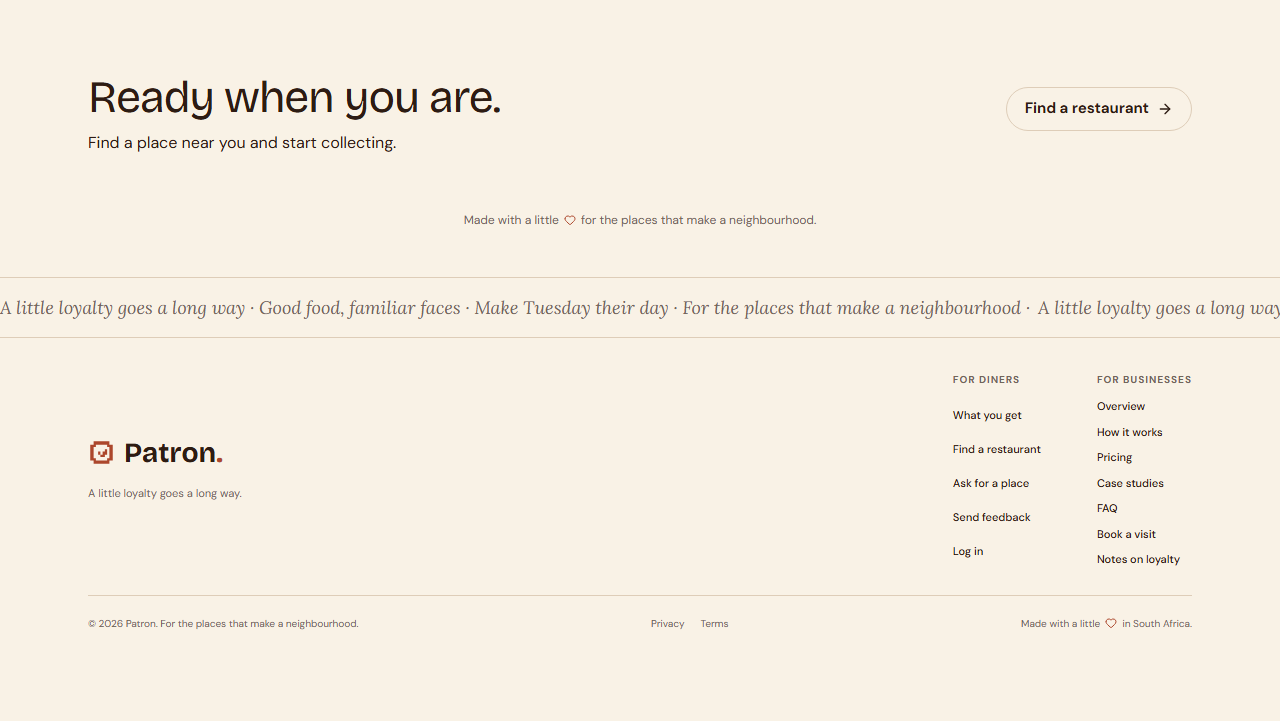 Ready when you are.
Find a place near you and start collecting.
Find a restaurant →
Made with a little ♡ for the places that make a neighbourhood.
A little loyalty goes a long way · Good food, familiar faces · Make Tuesday their day · For the places that make a neighbourhood · A little loyalty goes a long way
Patron.
A little loyalty goes a long way.
FOR DINERS
What you get
Find a restaurant
Ask for a place
Send feedback
Log in
FOR BUSINESSES
Overview
How it works
Pricing
Case studies
FAQ
Book a visit
Notes on loyalty
© 2026 Patron. For the places that make a neighbourhood.
Privacy
Terms
Made with a little ♡ in South Africa.